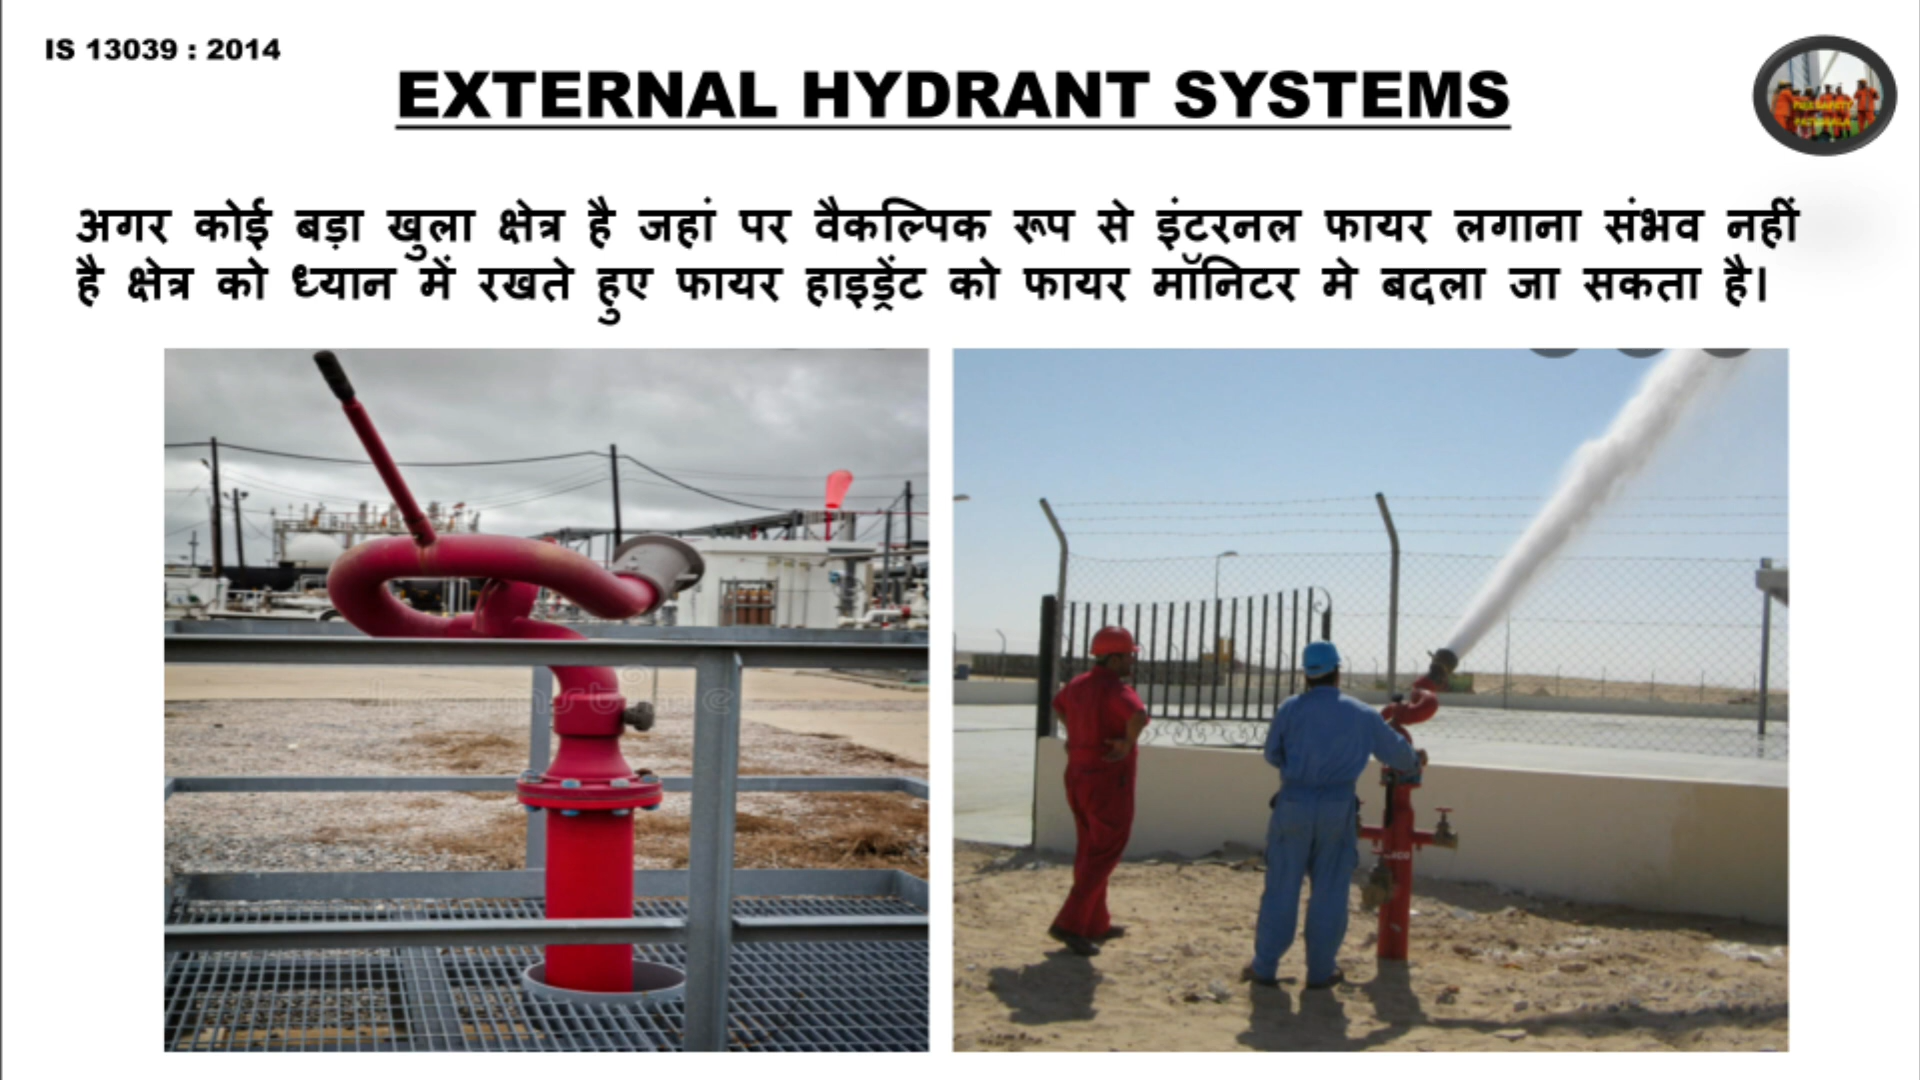 IS 13039 : 2014
EXTERNAL HYDRANT SYSTEMS
अगर कोई बड़ा खुला क्षेत्र है जहां पर वैकल्पिक रूप से इंटरनल फायर लगाना संभव नहीं
है क्षेत्र को ध्यान में रखते हुए फायर हाइड्रेंट को फायर मॉनिटर मे बदला जा सकता है।
dreamstime